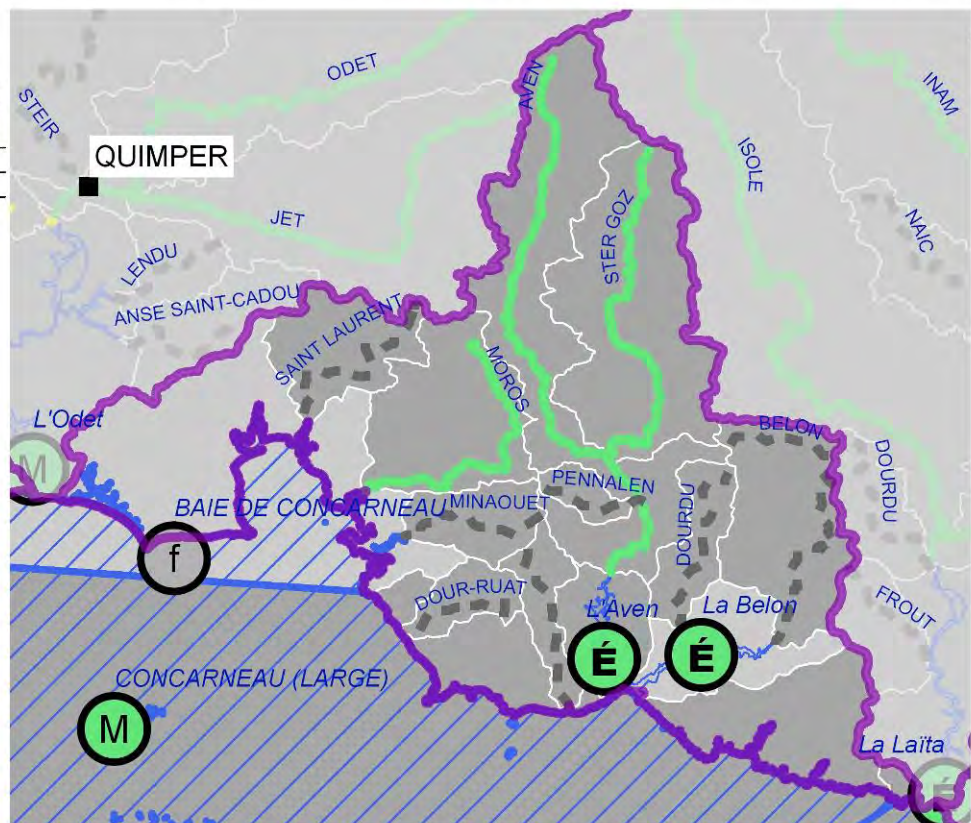 ODET
AVEN
STEIR
INAM
QUIMPER
ISOLE
JET
STER GOZ
NAIC
LENDU
ANSE SAINT-CADOU
SAINT LAURENT
MOROS
L'Odet
M
BELON
DOURDU
PENNALEN
BAIE DE CONCARNEAU
MINAOUET
DOURDU
f
DOUR-RUAT
L'Aven
La Belon
FROUT
É
É
CONCARNEAU (LARGE)
M
La Laïta
É